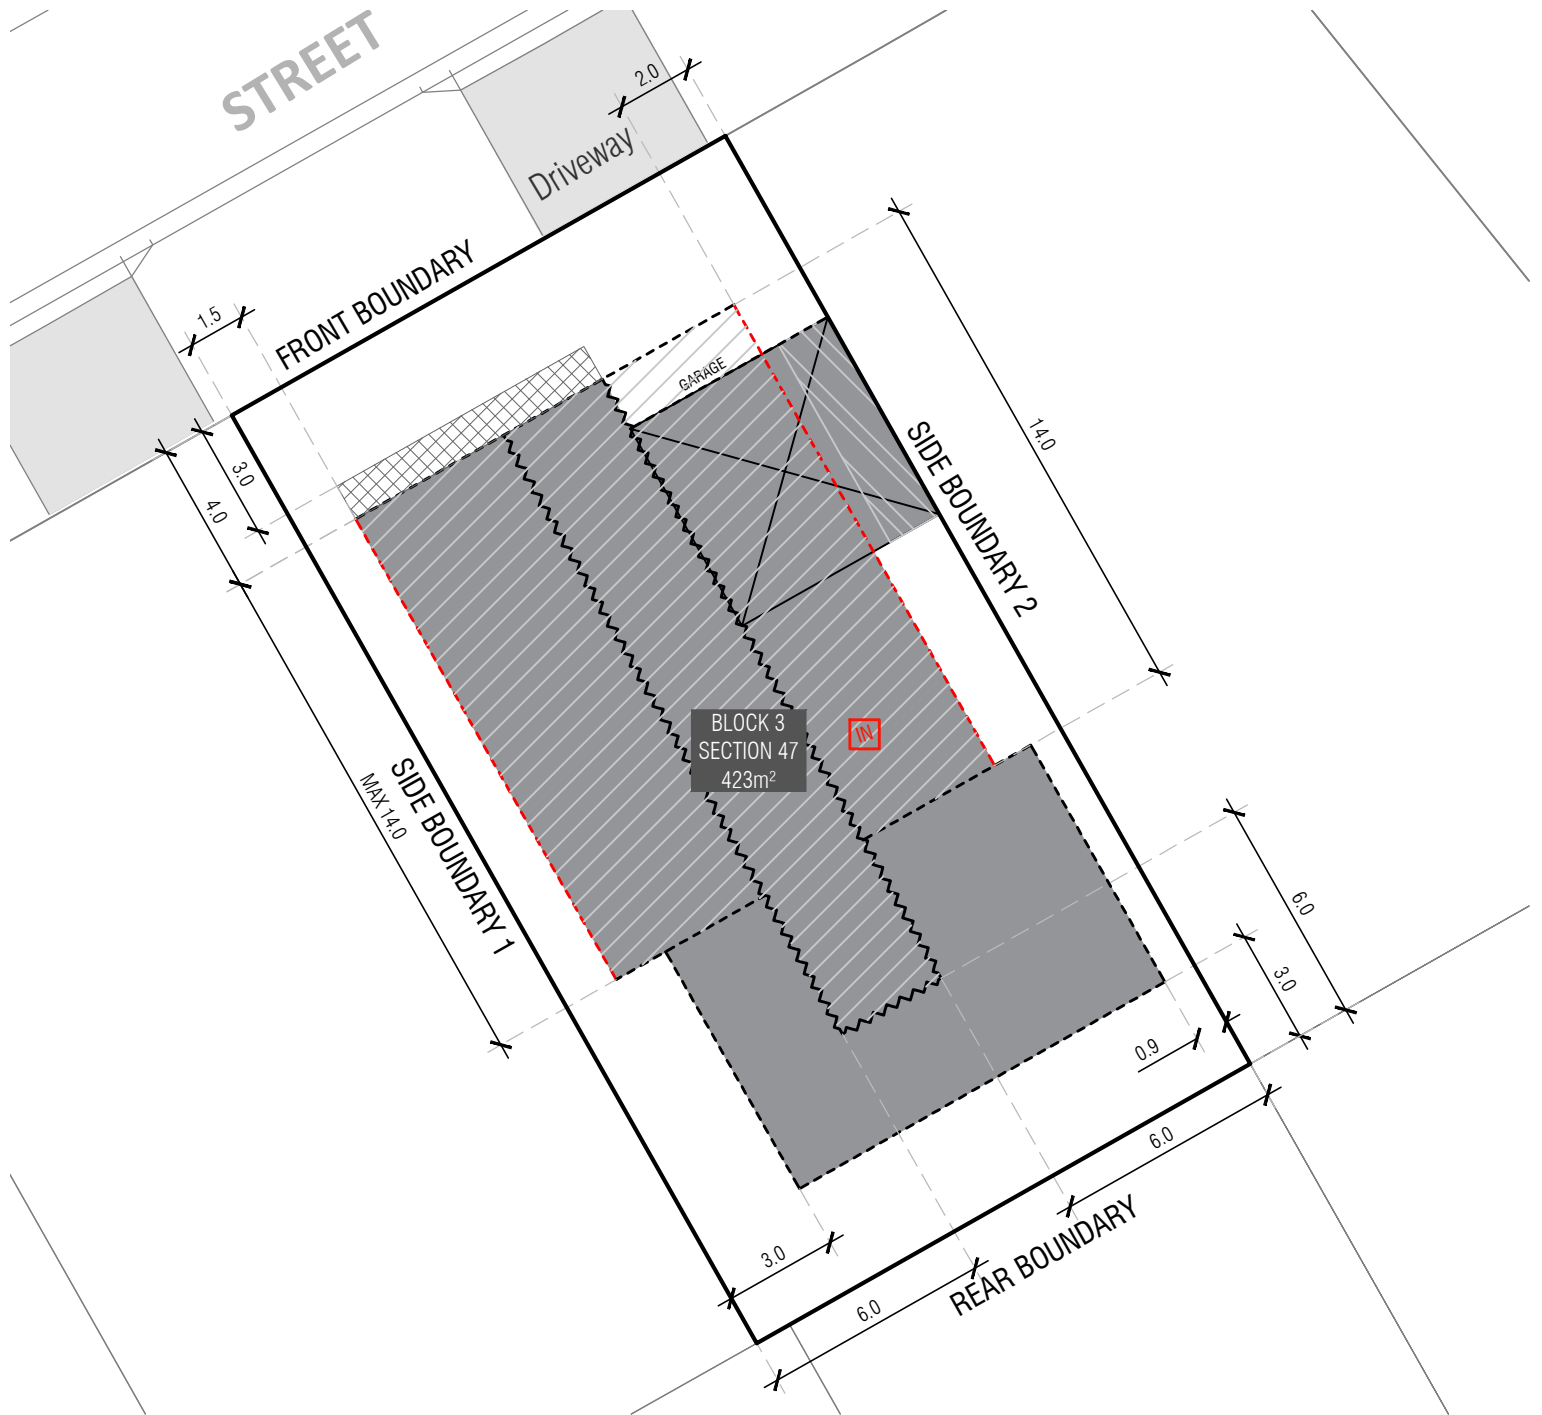 STREET
2.0
Driveway
1.5
FRONT BOUNDARY
GARAGE
14.0
3.0
4.0
SIDE BOUNDARY 2
BLOCK 3
SECTION 47
423m²
IN
SIDE BOUNDARY 1
MAX 14.0
6.0
3.0
0.9
6.0
REAR BOUNDARY
3.0
6.0